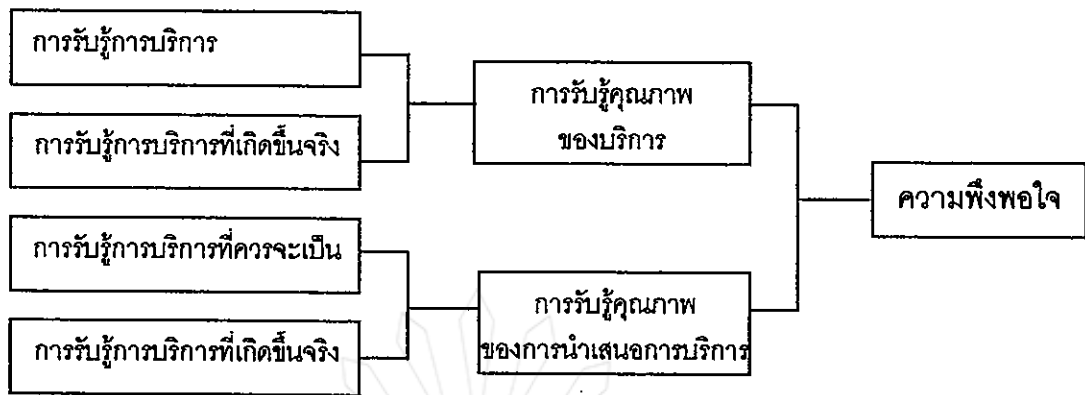 การรับรู้การบริการ
การรับรู้การบริการที่เกิดขึ้นจริง
การรับรู้คุณภาพ
ของบริการ
ความพึงพอใจ
การรับรู้การบริการที่ควรจะเป็น
การรับรู้การบริการที่เกิดขึ้นจริง
การรับรู้คุณภาพ
ของการนำเสนอการบริการ